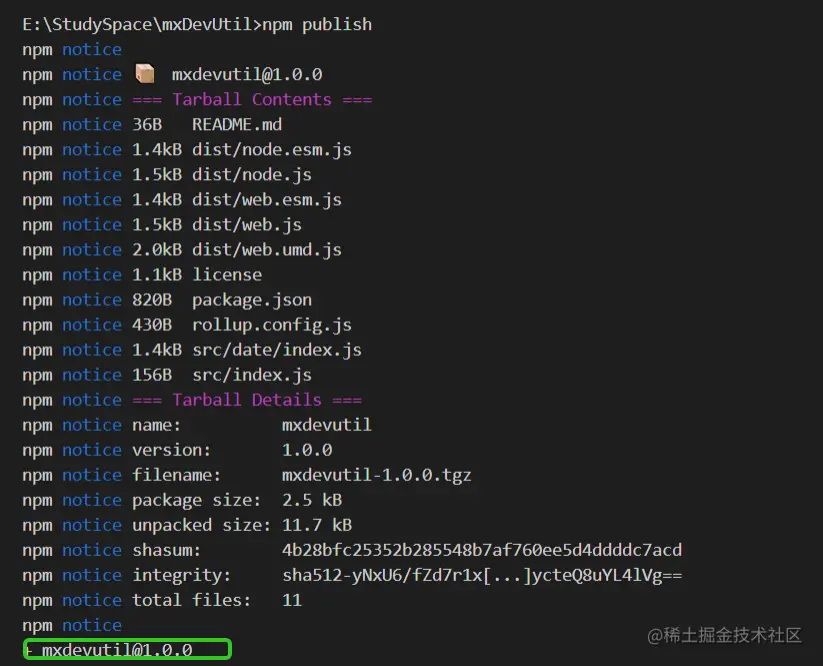 E:\StudySpace\mxDevUtil>npm publish
npm notice
npm notice 📦 mxdevutil@1.0.0
npm notice === Tarball Contents ===
npm notice 36B README.md
npm notice 1.4kB dist/node.esm.js
npm notice 1.5kB dist/node.js
npm notice 1.4kB dist/web.esm.js
npm notice 1.5kB dist/web.js
npm notice 2.0kB dist/web.umd.js
npm notice 1.1kB license
npm notice 820B package.json
npm notice 430B rollup.config.js
npm notice 1.4kB src/date/index.js
npm notice 156B src/index.js
npm notice === Tarball Details ===
npm notice name: mxdevutil
npm notice version: 1.0.0
npm notice filename: mxdevutil-1.0.0.tgz
npm notice package size: 2.5 kB
npm notice unpacked size: 11.7 kB
npm notice shasum: 4b28bfc25352b285548b7af760ee5d4ddddc7acd
npm notice integrity: sha512-yNxU6/fZd7r1x[...]ycteQ8uYL4lVg==
npm notice total files: 11
npm notice
+ mxdevutil@1.0.0
@稀土掘金技术社区